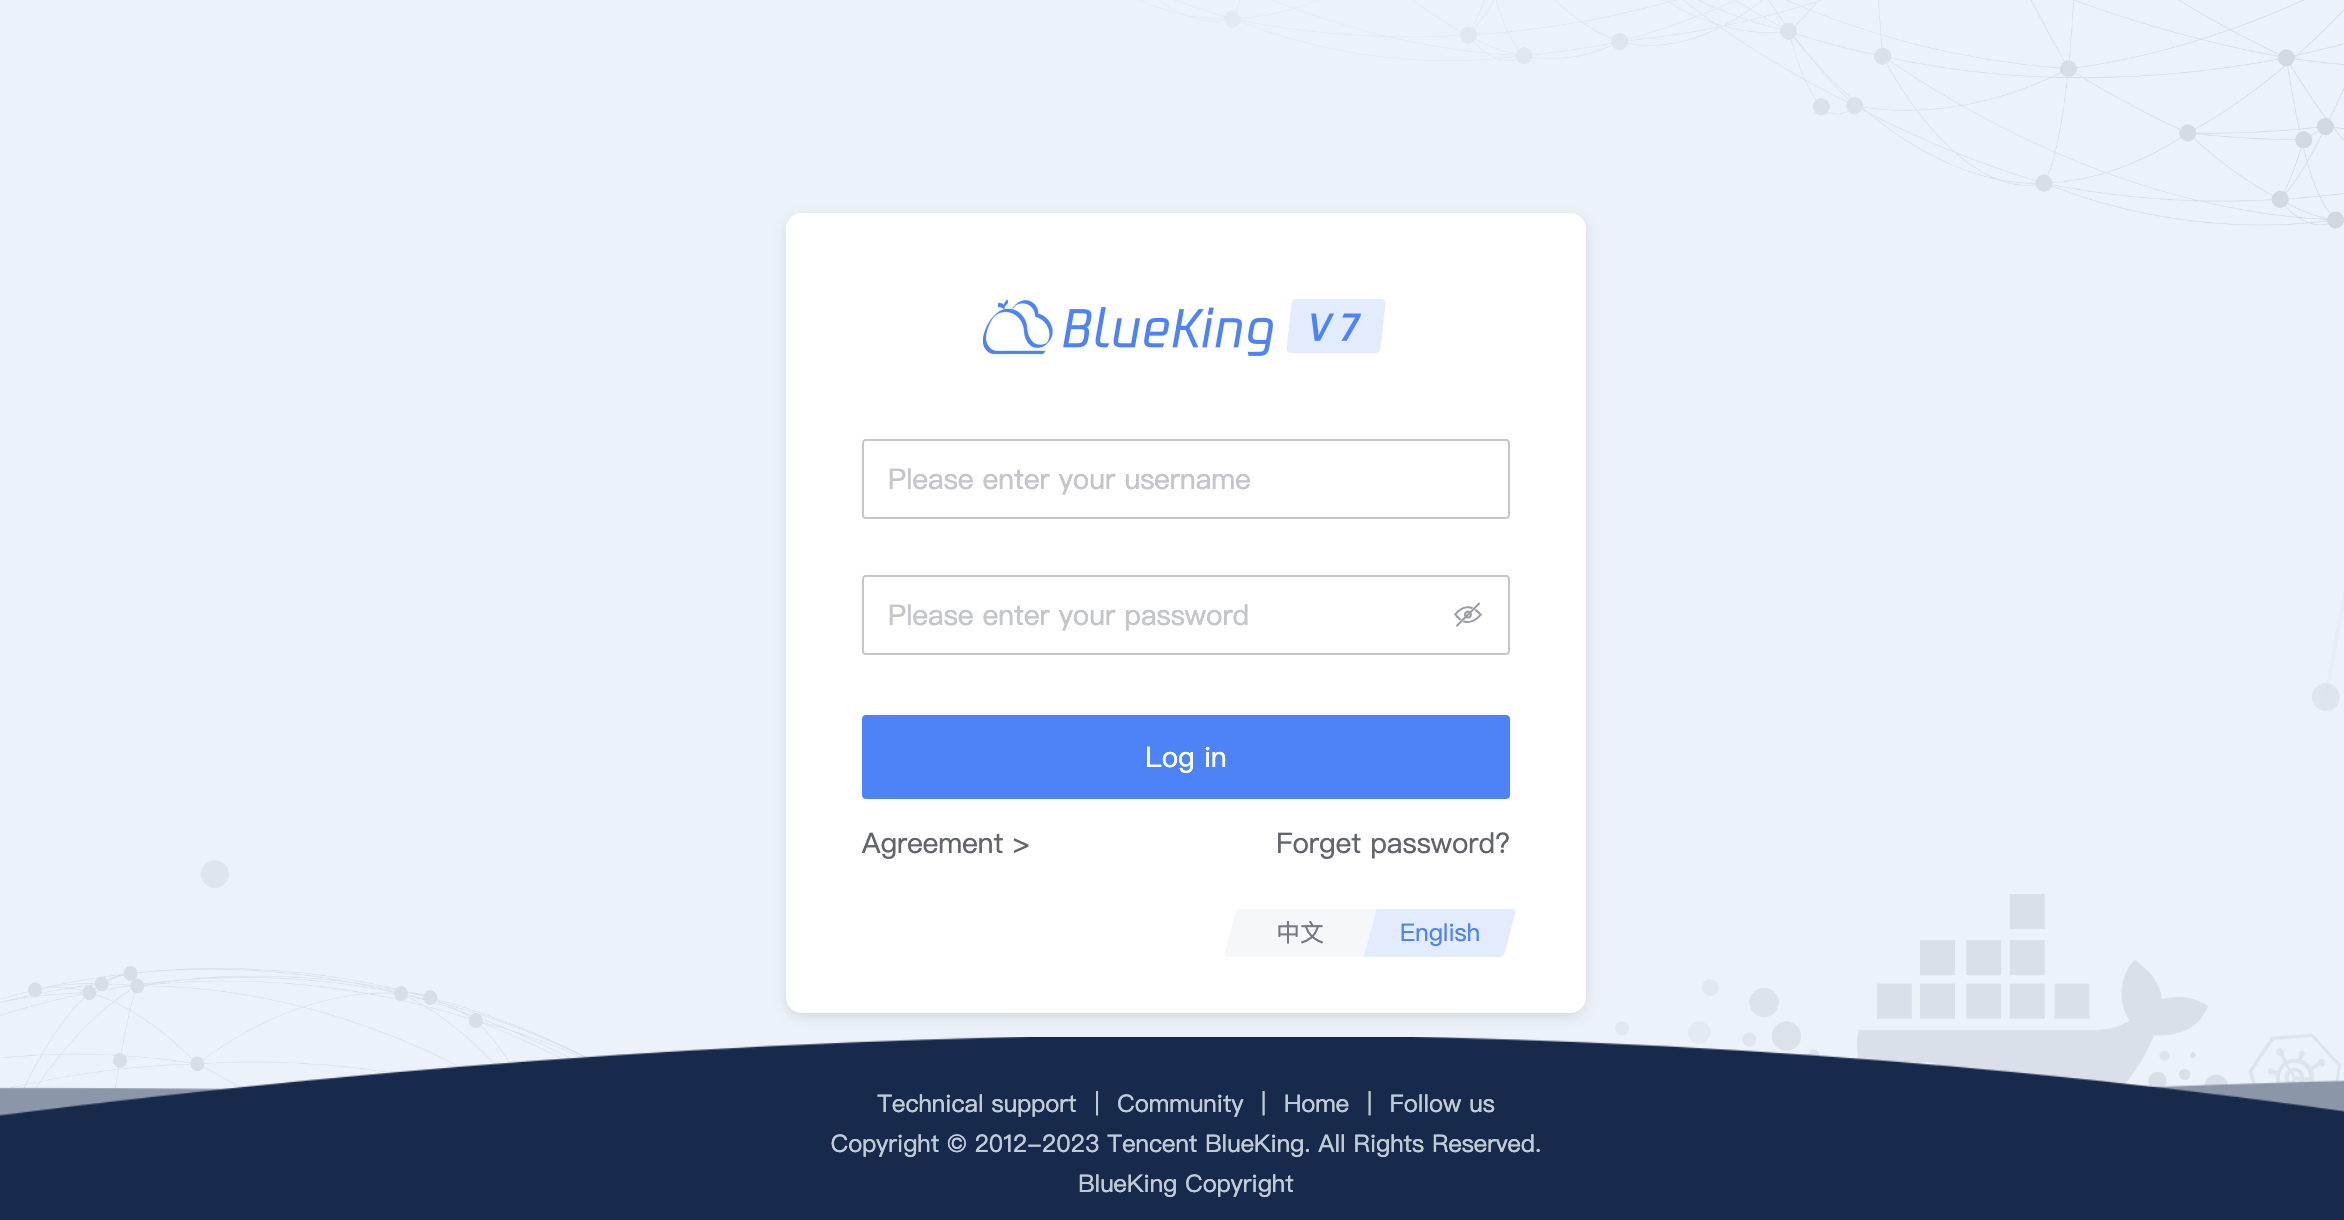 BlueKing V7
Please enter your username
Please enter your password
Log in
Agreement > Forget password?
中文 English
Technical support | Community | Home | Follow us
Copyright © 2012-2023 Tencent BlueKing. All Rights Reserved.
BlueKing Copyright